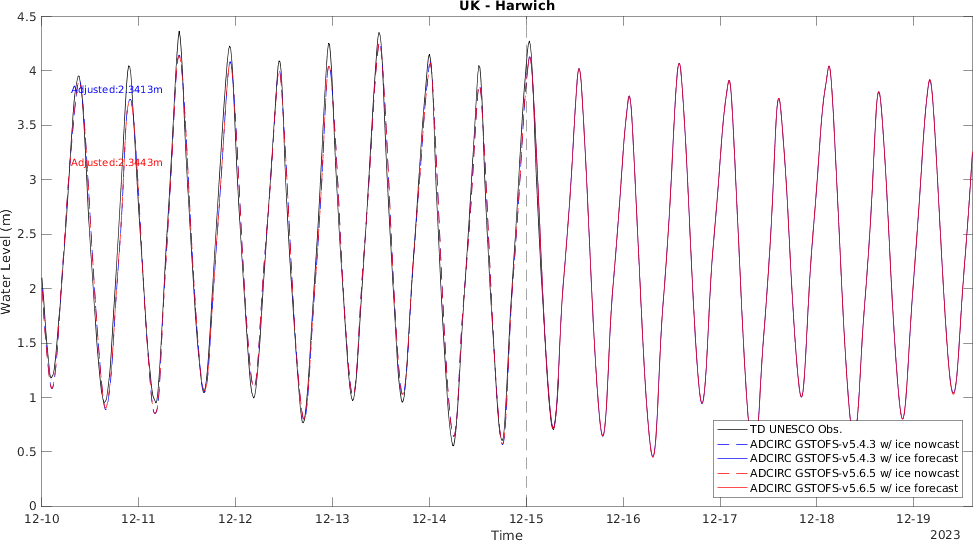 UK - Harwich
4.5
4
3.5
3
2.5
2
1.5
1
0.5
0
Water Level (m)
Adjusted:2.3413m
Adjusted:2.3443m
TD UNESCO Obs.
ADCIRC GSTOFS-v5.4.3 w/ ice nowcast
ADCIRC GSTOFS-v5.4.3 w/ ice forecast
ADCIRC GSTOFS-v5.6.5 w/ ice nowcast
ADCIRC GSTOFS-v5.6.5 w/ ice forecast
12-10 12-11 12-12 12-13 12-14 12-15 12-16 12-17 12-18 12-19
Time
2023